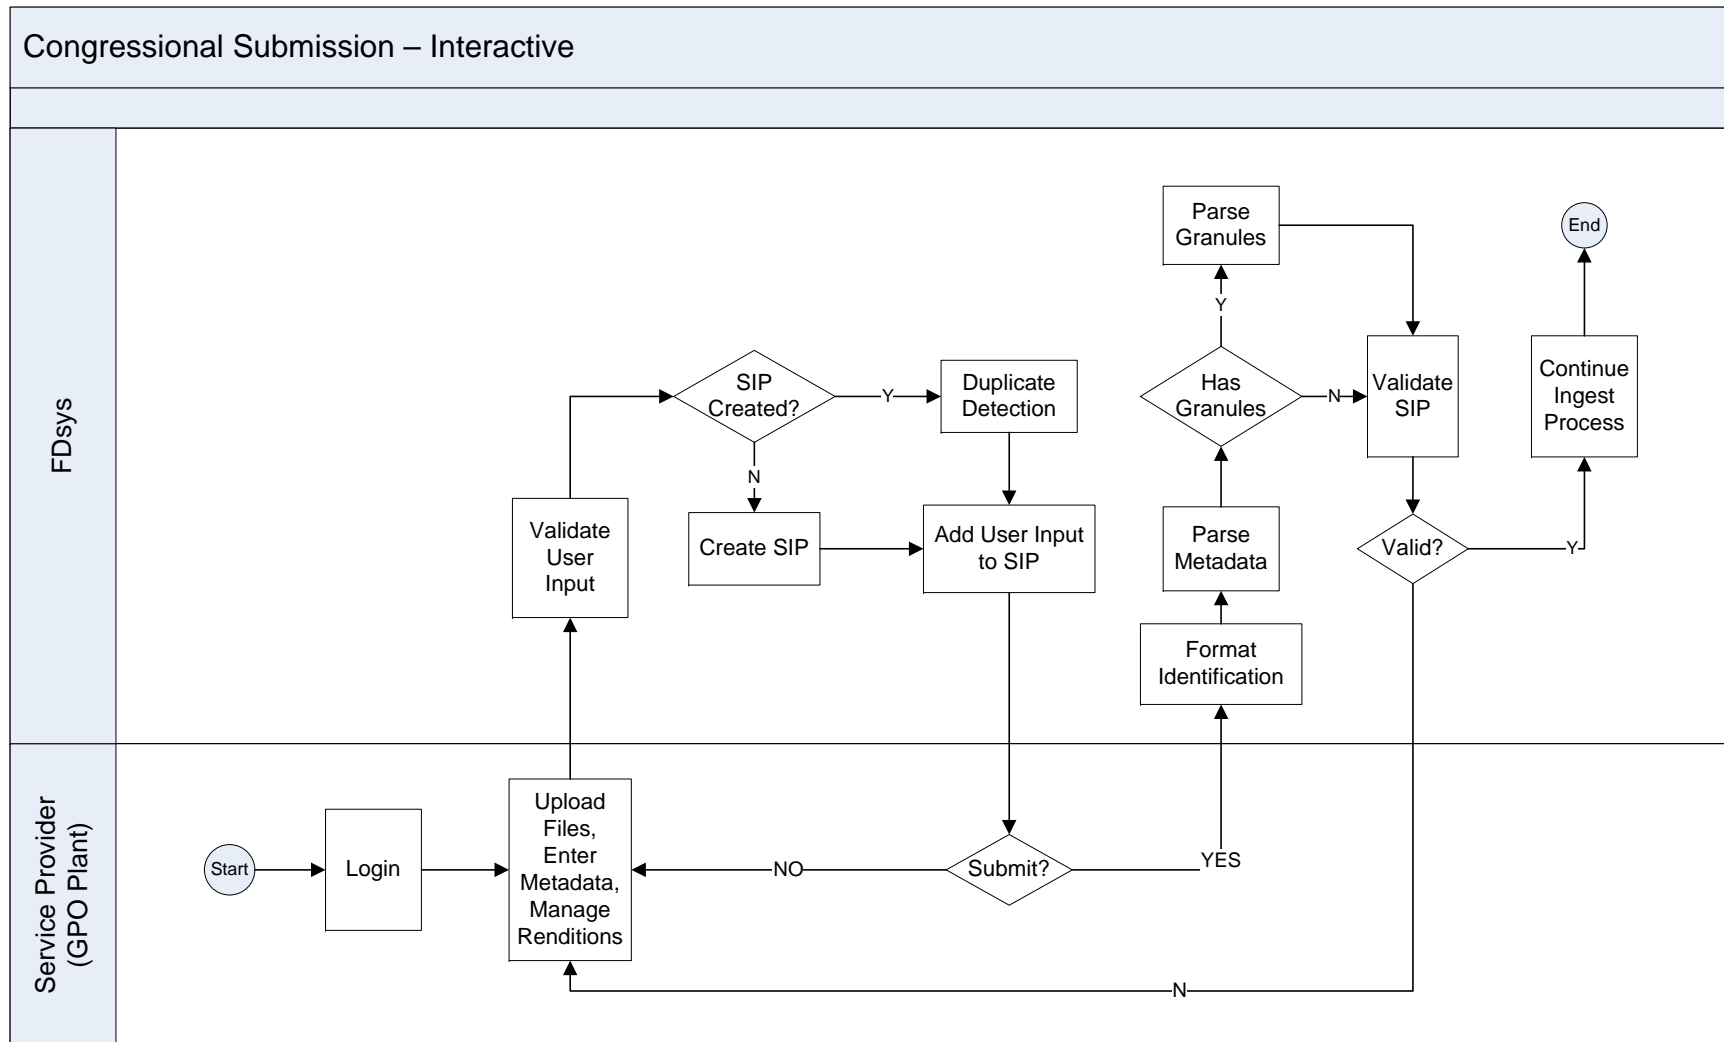 Congressional Submission – Interactive
FDsys
Parse
Granules
End
Y
SIP
Created?
Y
Duplicate
Detection
Has
Granules
N
Validate
SIP
Continue
Ingest
Process
N
Validate
User
Input
Create SIP
Add User Input
to SIP
Parse
Metadata
Valid?
Y
Format
Identification
Service Provider
(GPO Plant)
Start
Login
Upload
Files,
Enter
Metadata,
Manage
Renditions
NO
Submit?
YES
N